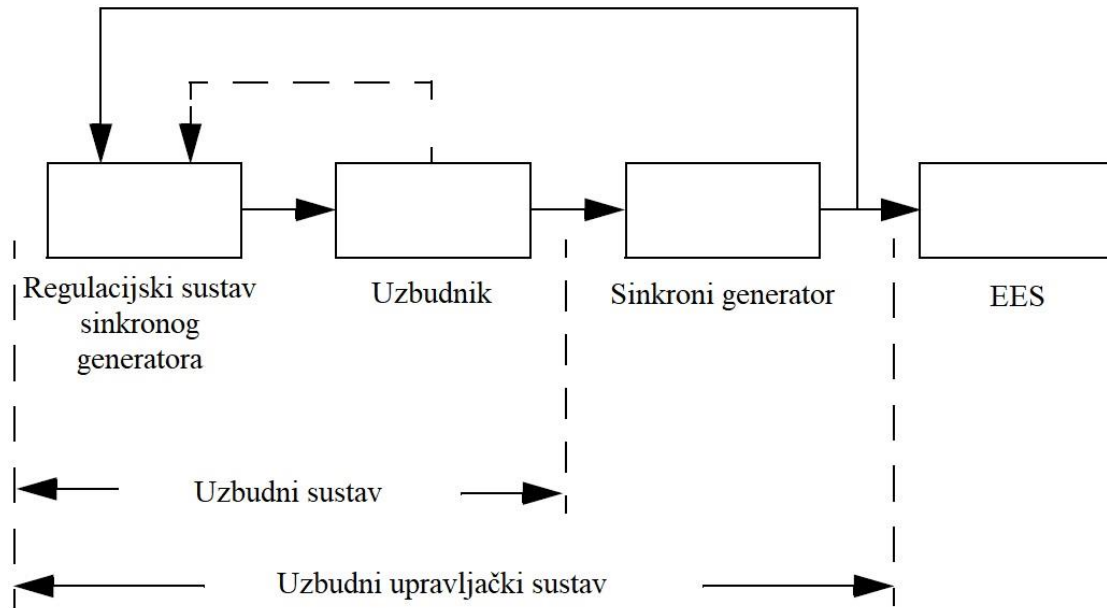 Regulacijski sustav
sinkronog
generatora
Uzbudnik
Sinkroni generator
EES
Uzbudni sustav
Uzbudni upravljački sustav